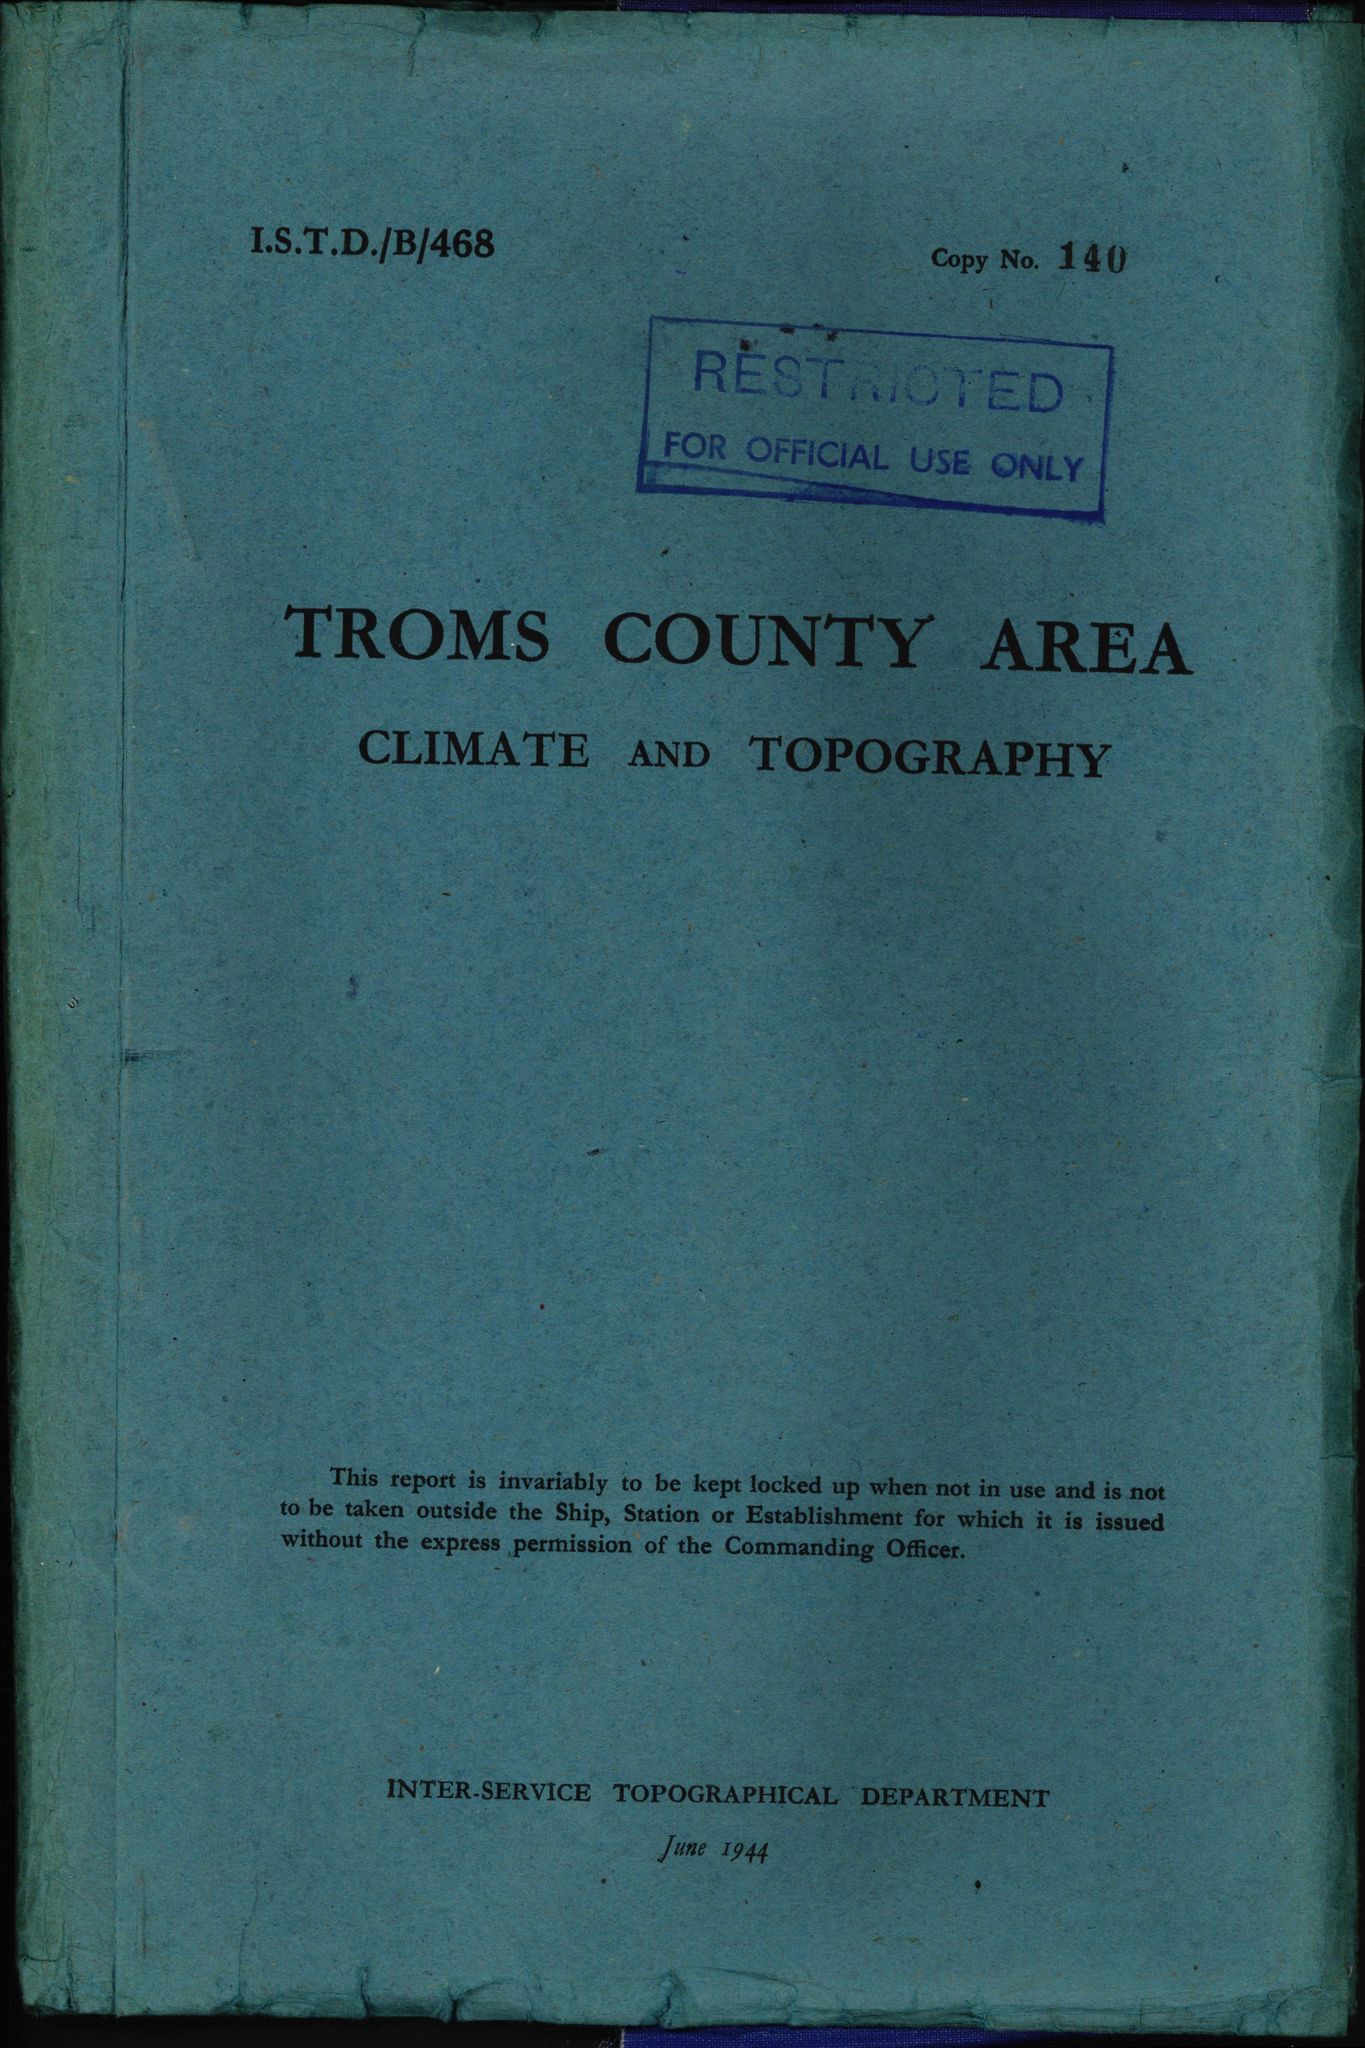 I.S.T.D./B/468
Copy No. 140
RESTRICTED
FOR OFFICIAL USE ONLY
TROMS COUNTY AREA
CLIMATE AND TOPOGRAPHY
This report is invariably to be kept locked up when not in use and is not
to be taken outside the Ship, Station or Establishment for which it is issued
without the express permission of the Commanding Officer.
INTER-SERVICE TOPOGRAPHICAL DEPARTMENT
June 1944